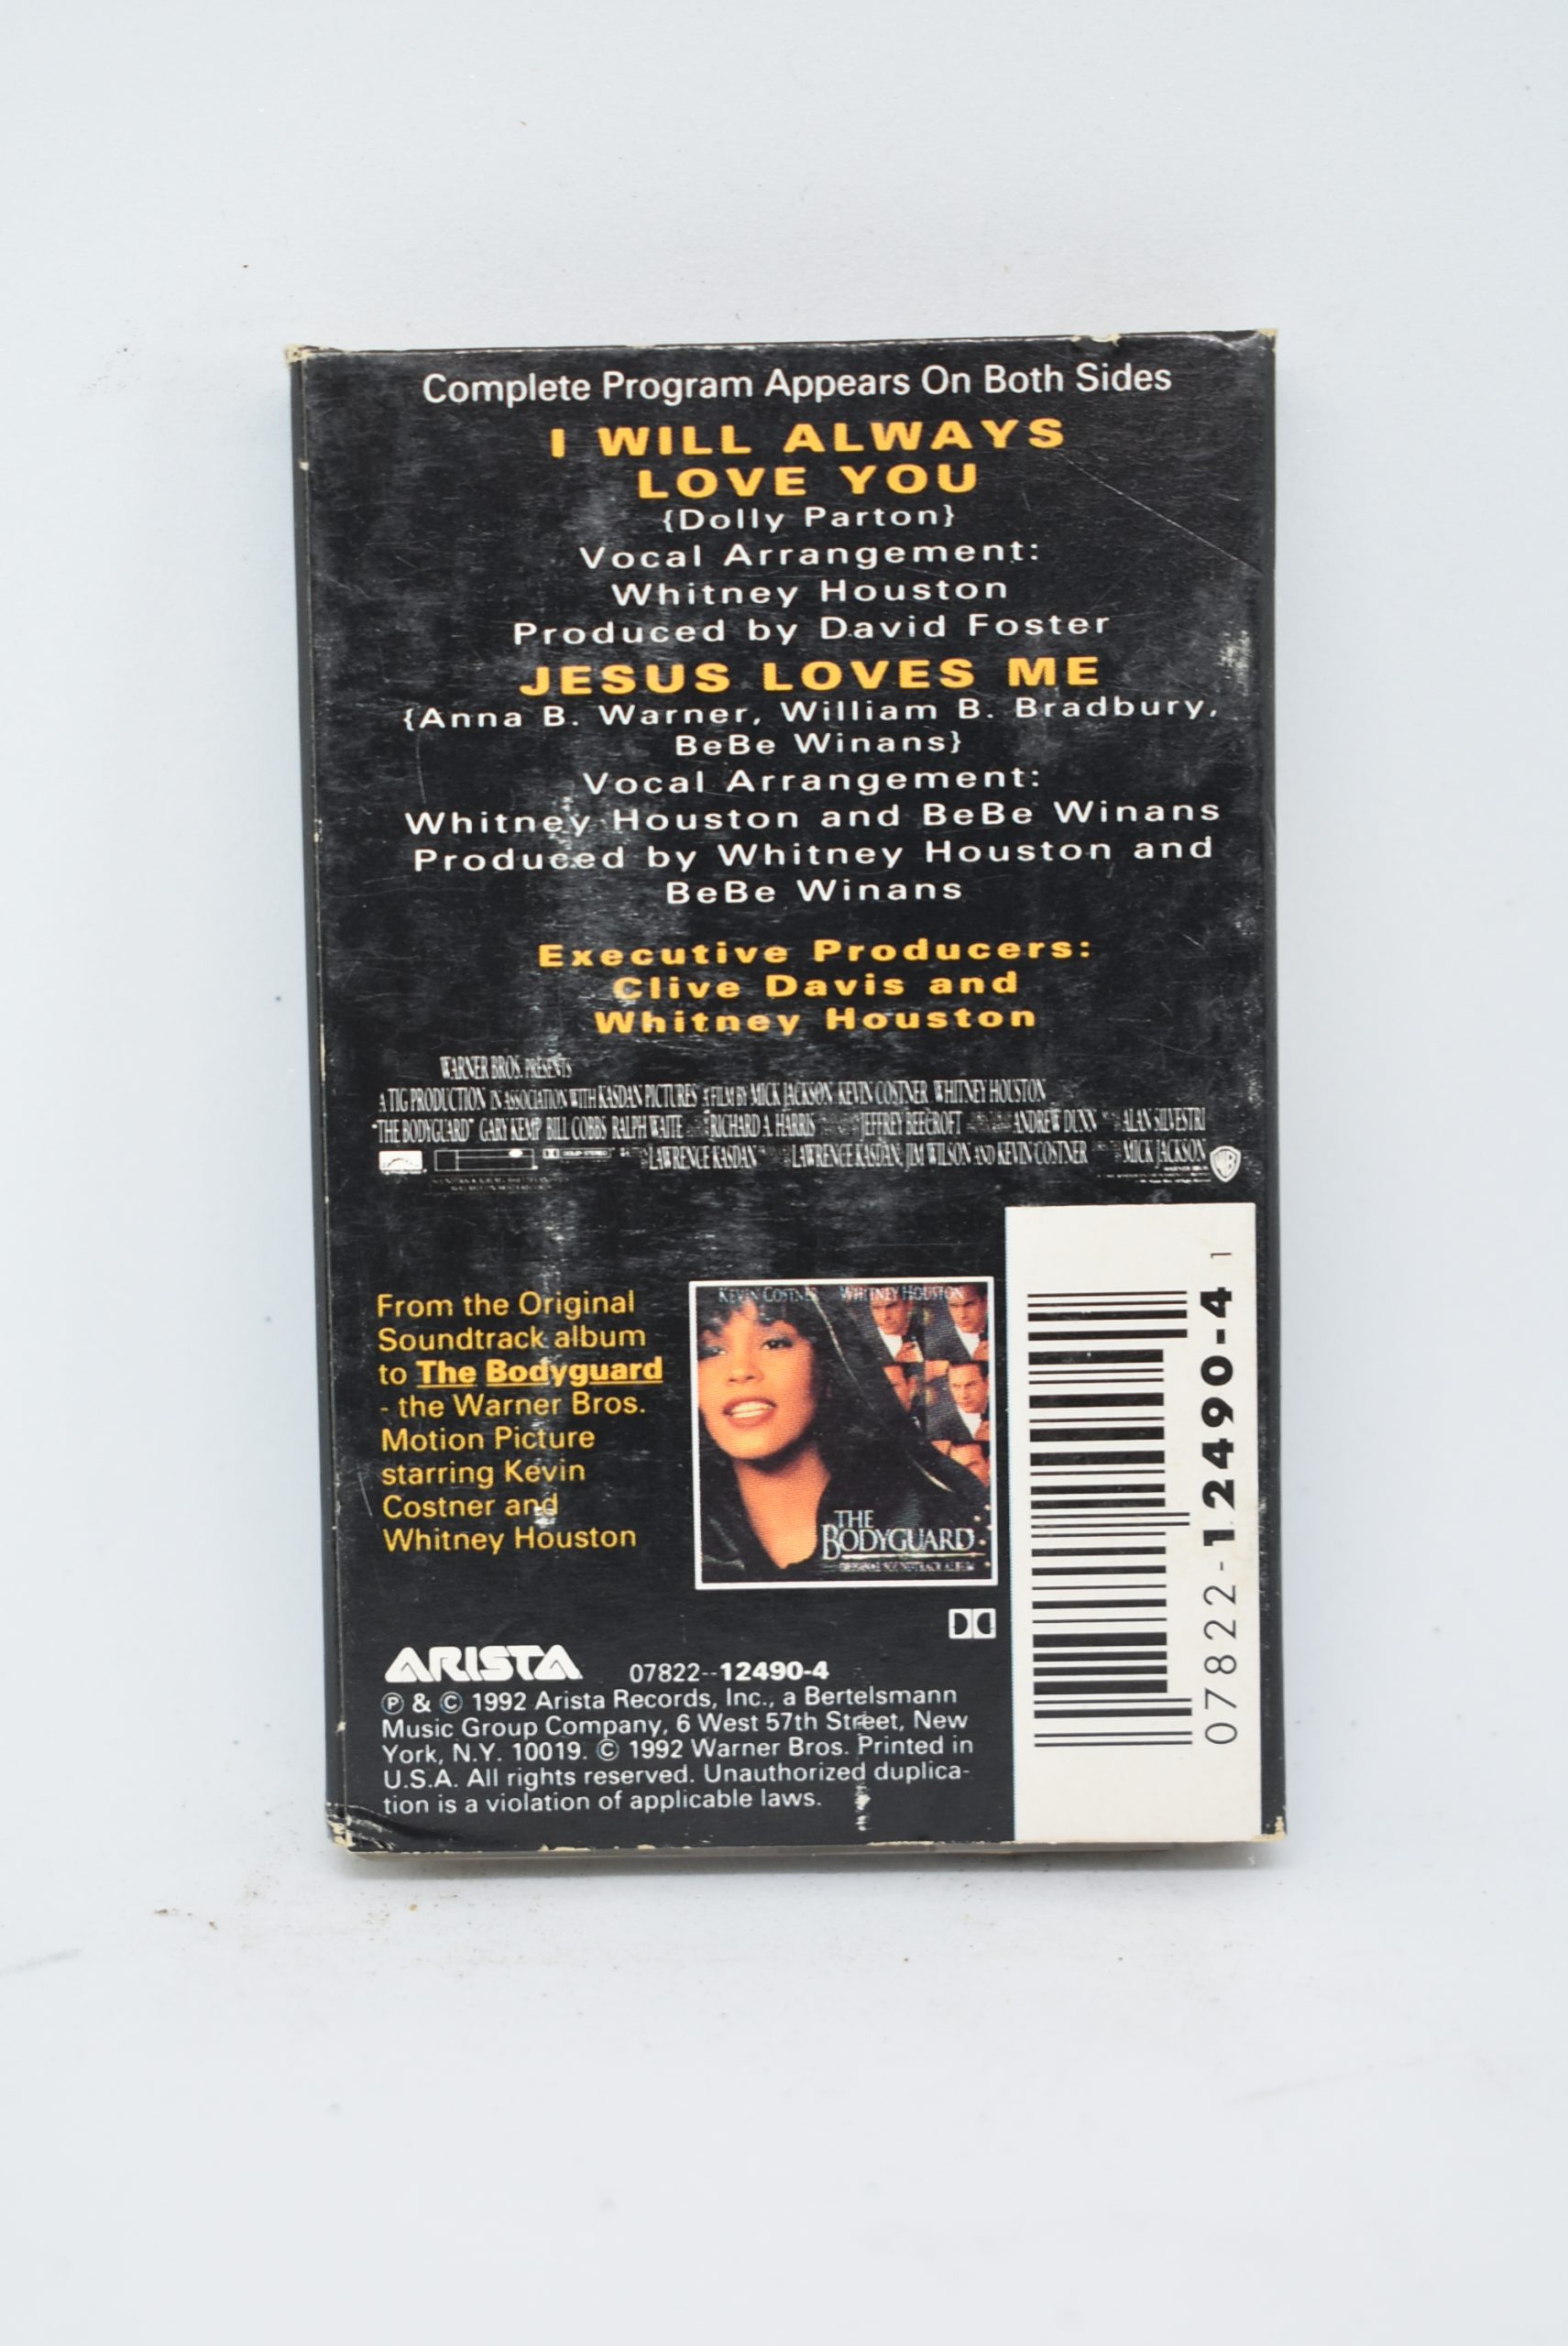 Complete Program Appears On Both Sides
I WILL ALWAYS
LOVE YOU
{Dolly Parton}
Vocal Arrangement:
Whitney Houston
Produced by David Foster
JESUS LOVES ME
{Anna B. Warner, William B. Bradbury,
BeBe Winans}
Vocal Arrangement:
Whitney Houston and BeBe Winans
Produced by Whitney Houston and
BeBe Winans
Executive Producers:
Clive Davis and
Whitney Houston
WARNER BROS. PRESENTS
A TIG PRODUCTION IN ASSOCIATION WITH KASDAN PICTURES A FILM BY MICK JACKSON KEVIN COSTNER WHITNEY HOUSTON
"THE BODYGUARD" GARY KEMP BILL COBBS RALPH WAITE RICHARD A. HARRIS JEFFREY BEECROFT ANDREW DUNN ALAN SILVESTRI
DOLBY STEREO LAWRENCE KASDAN LAWRENCE KASDAN, JIM WILSON AND KEVIN COSTNER MICK JACKSON
From the Original
Soundtrack album
to The Bodyguard
- the Warner Bros.
Motion Picture
starring Kevin
Costner and
Whitney Houston
KEVIN COSTNER WHITNEY HOUSTON
THE
BODYGUARD
ORIGINAL SOUNDTRACK ALBUM
07822-12490-4 1
ARISTA 07822--12490-4
℗ & © 1992 Arista Records, Inc., a Bertelsmann
Music Group Company, 6 West 57th Street, New
York, N.Y. 10019. © 1992 Warner Bros. Printed in
U.S.A. All rights reserved. Unauthorized duplica-
tion is a violation of applicable laws.